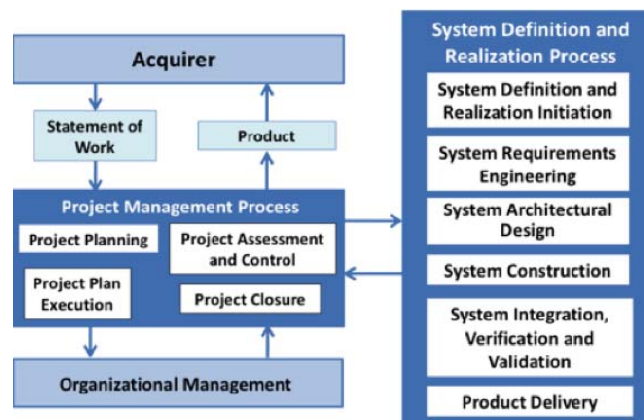 Acquirer
Statement of
Work
Product
Project Management Process
Project Planning
Project Assessment
and Control
Project Plan
Execution
Project Closure
Organizational Management
System Definition and
Realization Process
System Definition and
Realization Initiation
System Requirements
Engineering
System Architectural
Design
System Construction
System Integration,
Verification and
Validation
Product Delivery